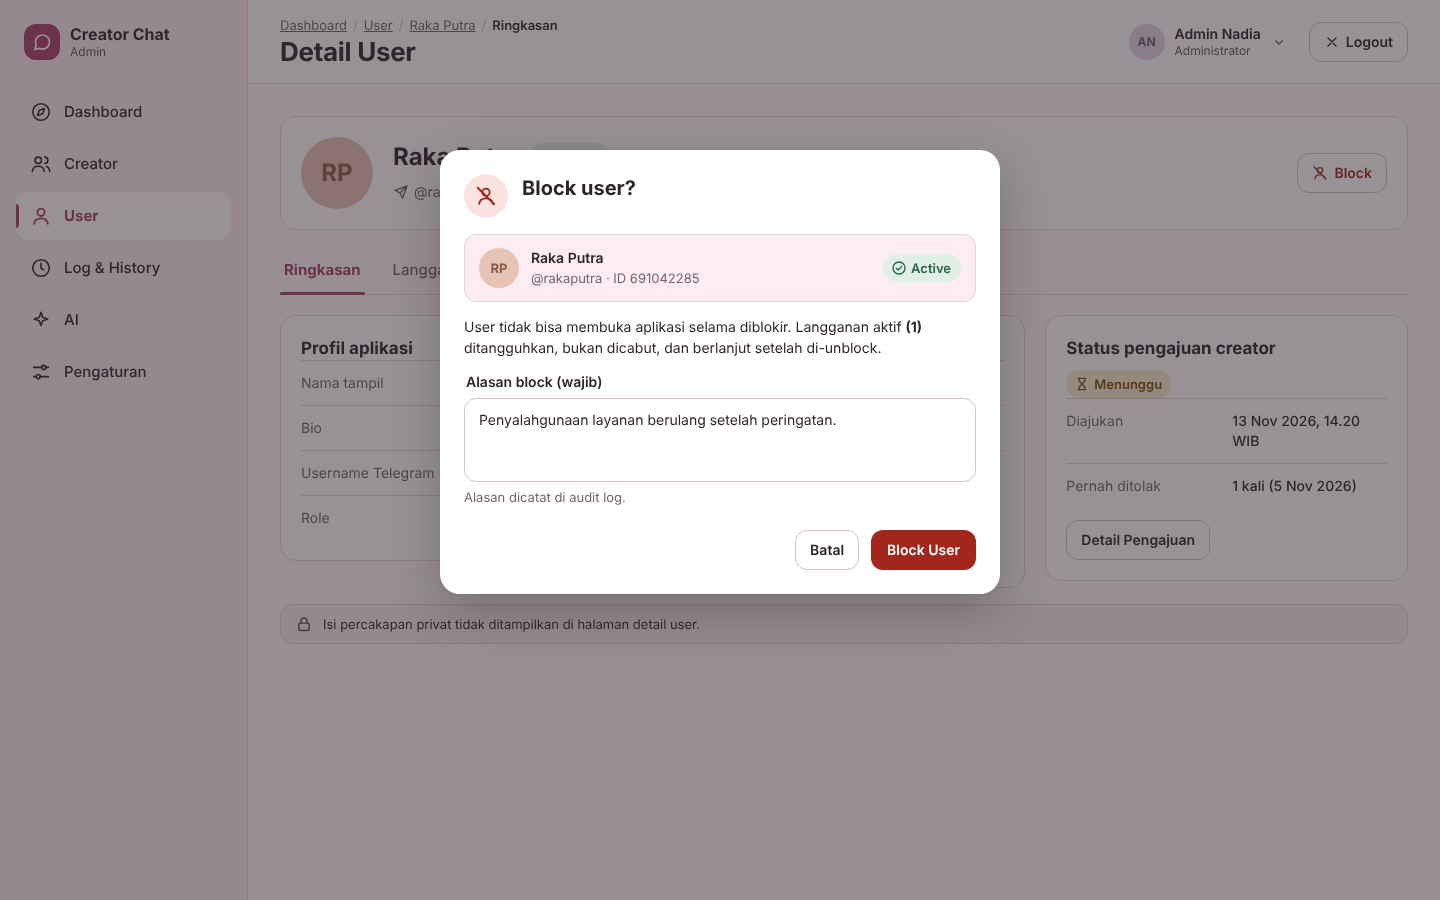 Creator Chat
Admin
Dashboard
Creator
User
Log & History
AI
Pengaturan
Dashboard / User / Raka Putra / Ringkasan
Detail User
AN
Admin Nadia
Administrator
Logout
RP
Block
Ringkasan
Profil aplikasi
Nama tampil
Bio
Username Telegram
Role
Status pengajuan creator
Menunggu
Diajukan
13 Nov 2026, 14.20
WIB
Pernah ditolak
1 kali (5 Nov 2026)
Detail Pengajuan
Isi percakapan privat tidak ditampilkan di halaman detail user.
Block user?
RP
Raka Putra
@rakaputra · ID 691042285
Active
User tidak bisa membuka aplikasi selama diblokir. Langganan aktif (1)
ditangguhkan, bukan dicabut, dan berlanjut setelah di-unblock.
Alasan block (wajib)
Penyalahgunaan layanan berulang setelah peringatan.
Alasan dicatat di audit log.
Batal
Block User